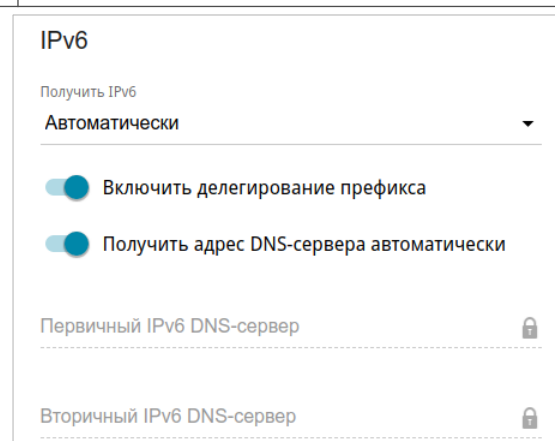 IPv6
Получить IPv6
Автоматически
Включить делегирование префикса
Получить адрес DNS-сервера автоматически
Первичный IPv6 DNS-сервер
Вторичный IPv6 DNS-сервер